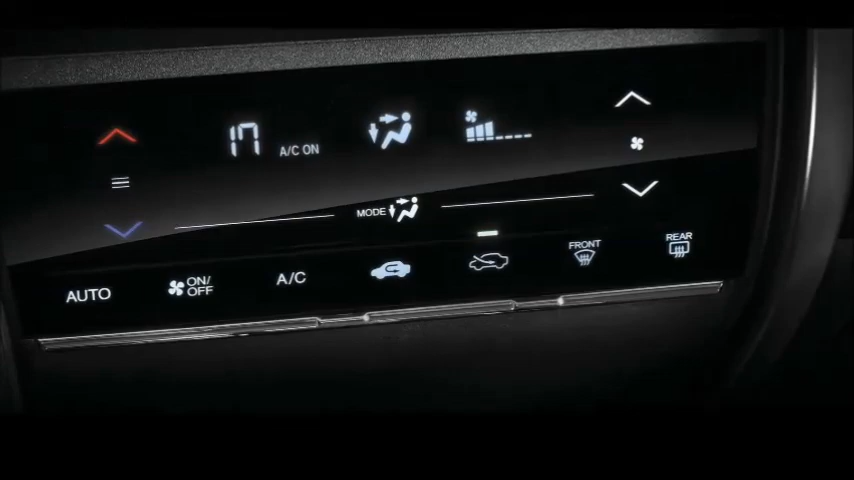 17
A/C ON
MODE
AUTO
ON/
OFF
A/C
FRONT
REAR